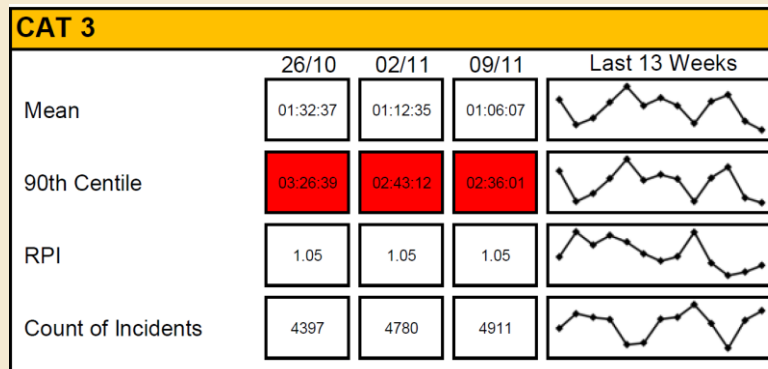 CAT 3
26/10 02/11 09/11 Last 13 Weeks
Mean 01:32:37 01:12:35 01:06:07
90th Centile 03:26:39 02:43:12 02:36:01
RPI 1.05 1.05 1.05
Count of Incidents 4397 4780 4911